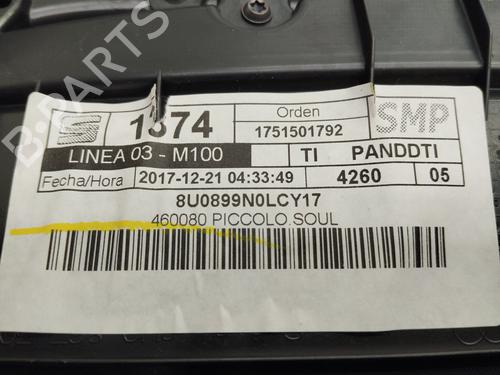 1374
Orden
1751501792
SMP
LINEA 03 - M100
TI
PANDDTI
Fecha/Hora
2017-12-21 04:33:49
4260
05
8U0899N0LCY17
460080 PICCOLO SOUL
B-PARTS